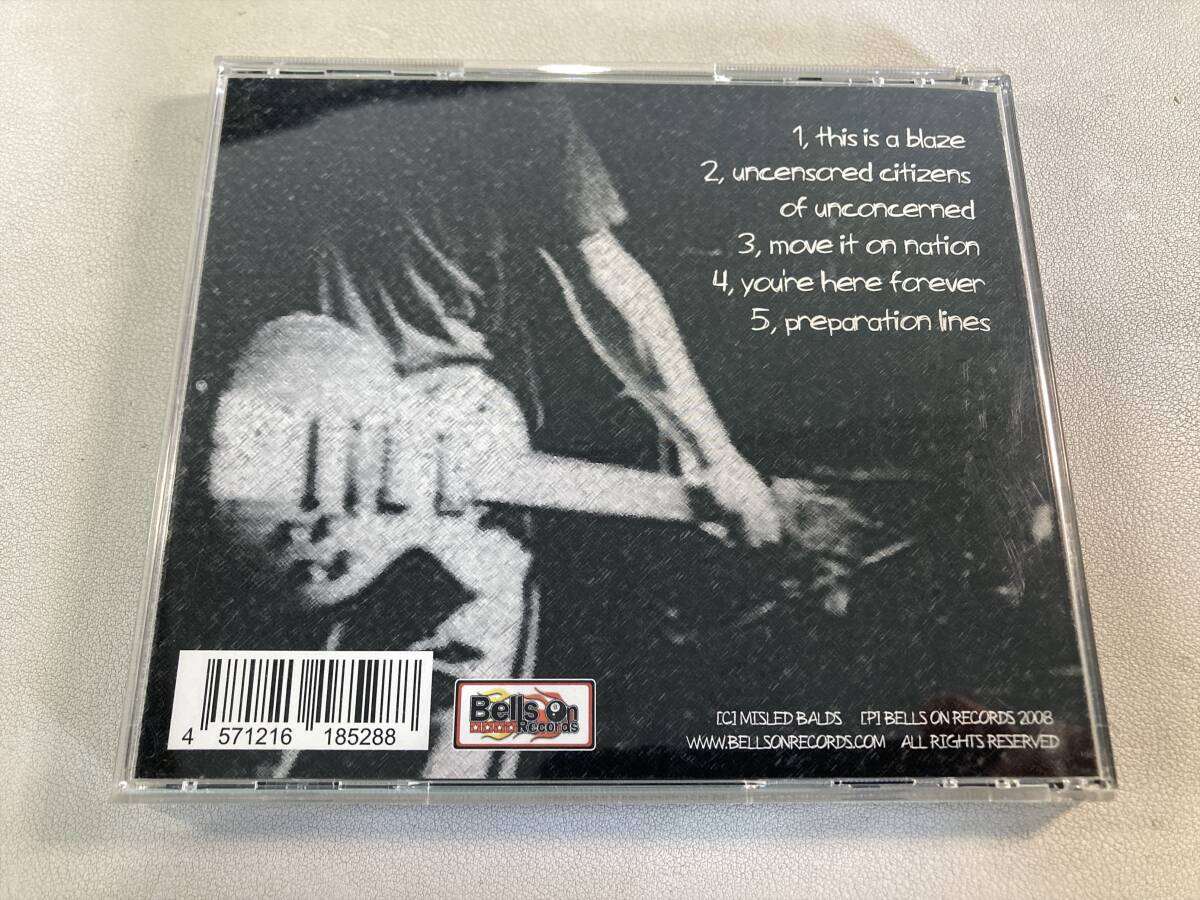 1, this is a blaze
2, uncensored citizens
of unconcerned
3, move it on nation
4, you're here forever
5, preparation lines
4 571216 185288
Bells On
Records
[C] MISLED BALDS [P] BELLS ON RECORDS 2008
WWW.BELLSONRECORDS.COM ALL RIGHTS RESERVED